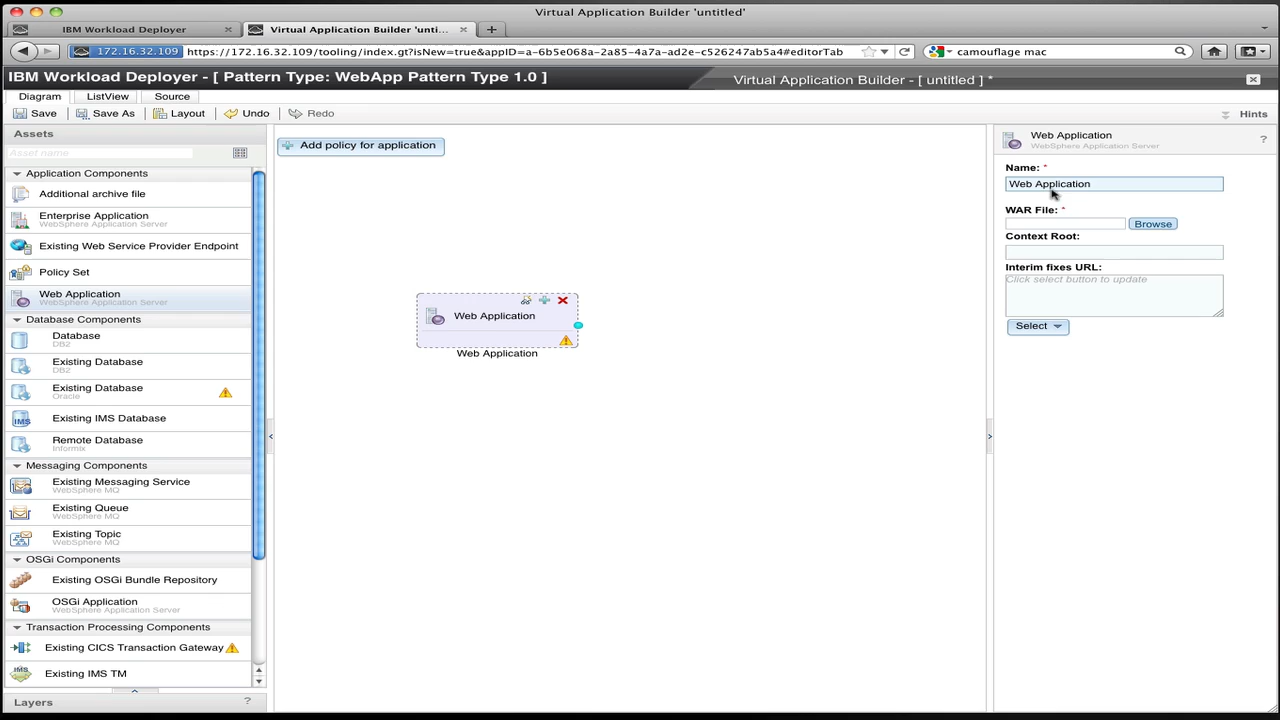 Virtual Application Builder 'untitled'
IBM Workload Deployer
Virtual Application Builder 'unti...
172.16.32.109
https://172.16.32.109/tooling/index.gt?isNew=true&appID=a-6b5e068a-2a85-4a7a-ad2e-c526247ab5a4#editorTab
camouflage mac
IBM Workload Deployer - [ Pattern Type: WebApp Pattern Type 1.0 ]
Virtual Application Builder - [ untitled ] *
Diagram
ListView
Source
Save
Save As
Layout
Undo
Redo
Hints
Assets
Asset name
Application Components
Additional archive file
Enterprise Application
WebSphere Application Server
Existing Web Service Provider Endpoint
Policy Set
Web Application
WebSphere Application Server
Database Components
Database
DB2
Existing Database
DB2
Existing Database
Oracle
IMS
Existing IMS Database
Remote Database
Informix
Messaging Components
Existing Messaging Service
WebSphere MQ
Existing Queue
WebSphere MQ
Existing Topic
WebSphere MQ
OSGi Components
Existing OSGi Bundle Repository
OSGi Application
WebSphere Application Server
Transaction Processing Components
Existing CICS Transaction Gateway
IMS
Existing IMS TM
Layers
?
Add policy for application
Web Application
Web Application
Web Application
WebSphere Application Server
?
Name: *
Web Application
WAR File: *
Browse
Context Root:
Interim fixes URL:
Click select button to update
Select